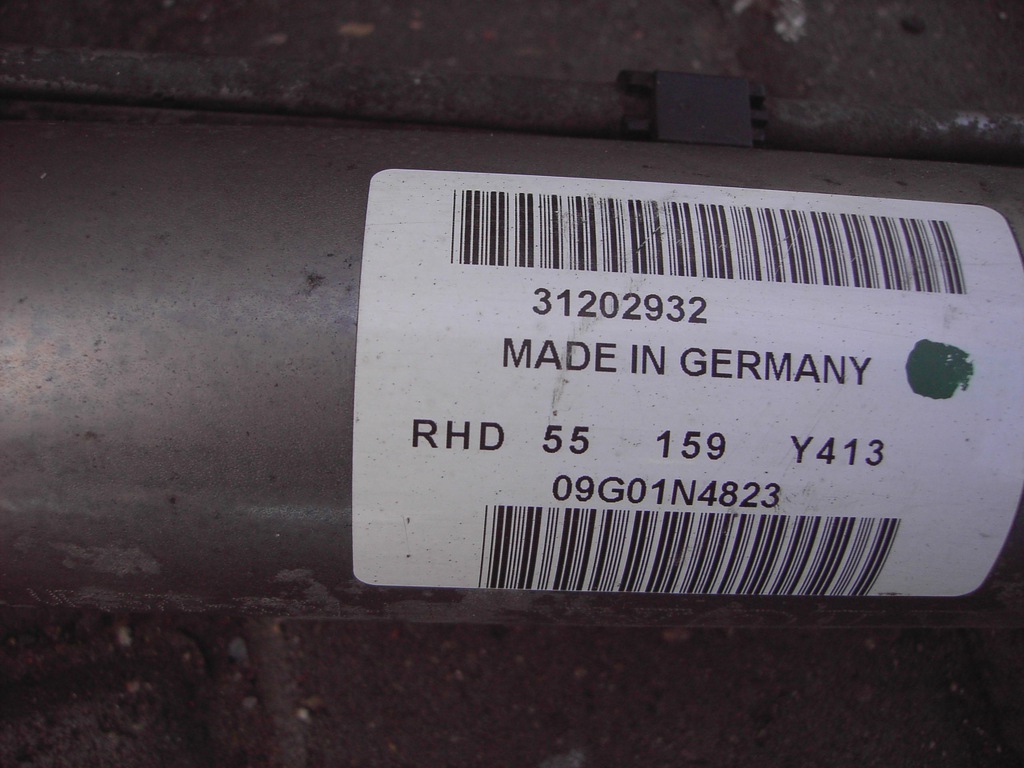 31202932
MADE IN GERMANY
RHD 55 159 Y413
09G01N4823